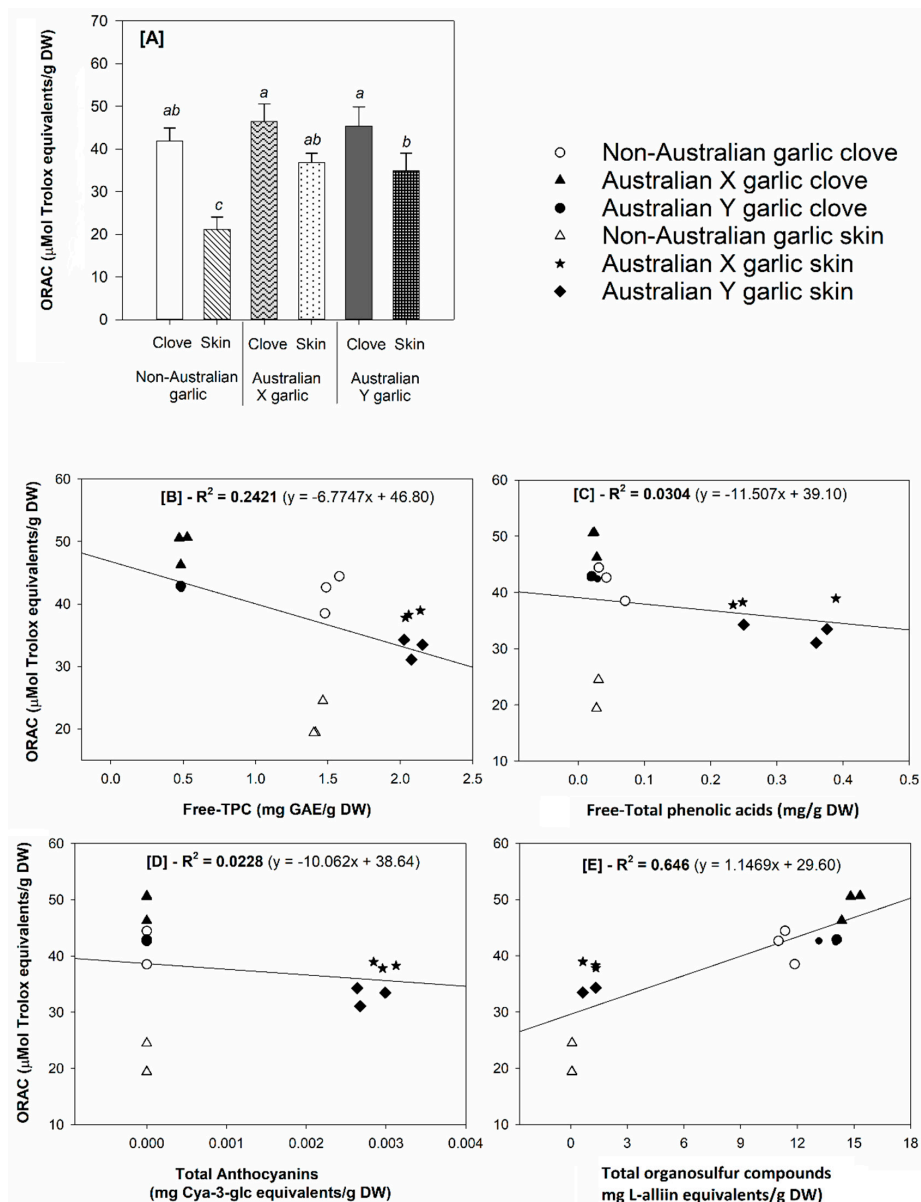 [A]
ORAC (μMol Trolox equivalents/g DW)
70
60
50
40
30
20
10
0
ab
c
a
ab
a
b
Clove Skin Clove Skin Clove Skin
Non-Australian garlic
Australian X garlic
Australian Y garlic
Non-Australian garlic clove
Australian X garlic clove
Australian Y garlic clove
Non-Australian garlic skin
Australian X garlic skin
Australian Y garlic skin
[B] - R² = 0.2421 (y = -6.7747x + 46.80)
ORAC (μMol Trolox equivalents/g DW)
60
50
40
30
20
0.0 0.5 1.0 1.5 2.0 2.5
Free-TPC (mg GAE/g DW)
[C] - R² = 0.0304 (y = -11.507x + 39.10)
60
50
40
30
20
10
0.0 0.1 0.2 0.3 0.4 0.5
Free-Total phenolic acids (mg/g DW)
[D] - R² = 0.0228 (y = -10.062x + 38.64)
ORAC (μMol Trolox equivalents/g DW)
60
50
40
30
20
10
0.000 0.001 0.002 0.003 0.004
Total Anthocyanins
(mg Cya-3-glc equivalents/g DW)
[E] - R² = 0.646 (y = 1.1469x + 29.60)
60
50
40
30
20
10
0 3 6 9 12 15 18
Total organosulfur compounds
mg L-alliin equivalents/g DW)